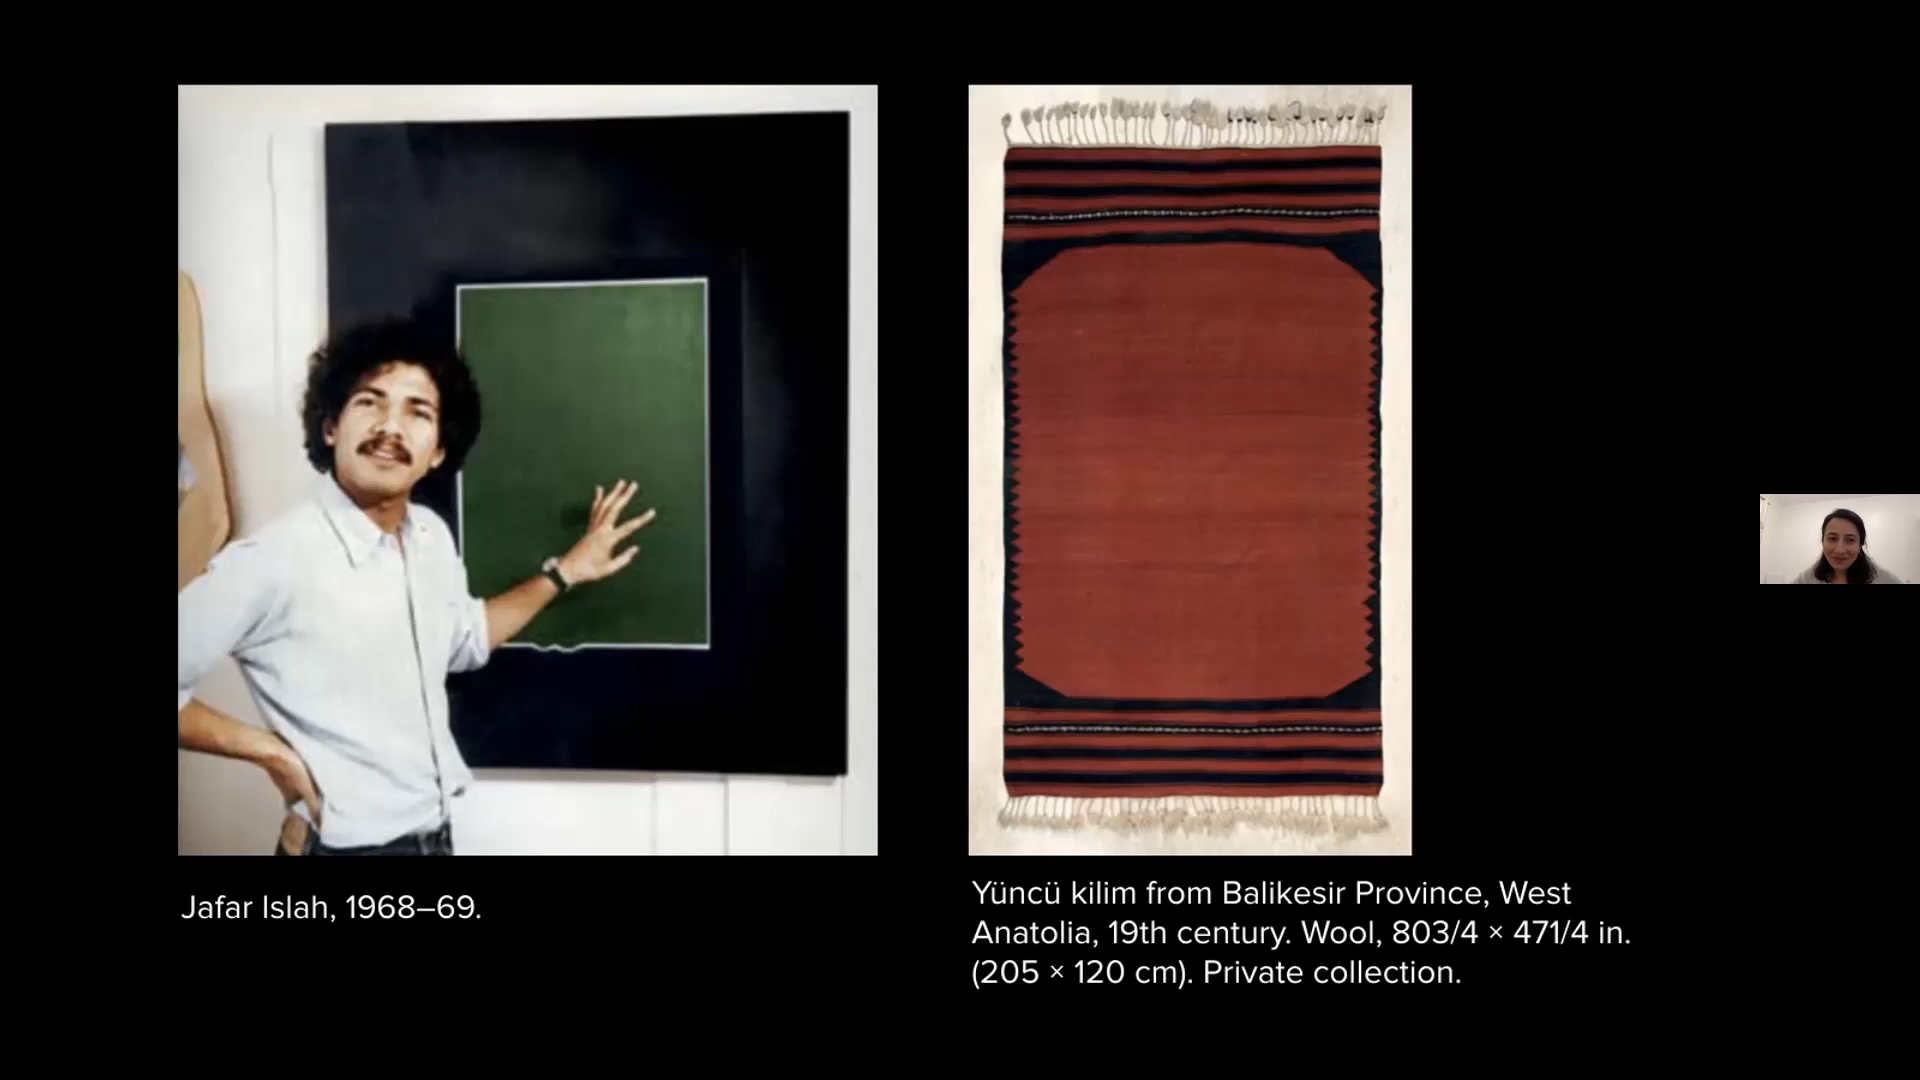 Jafar Islah, 1968–69.
Yüncü kilim from Balikesir Province, West
Anatolia, 19th century. Wool, 803/4 × 471/4 in.
(205 × 120 cm). Private collection.